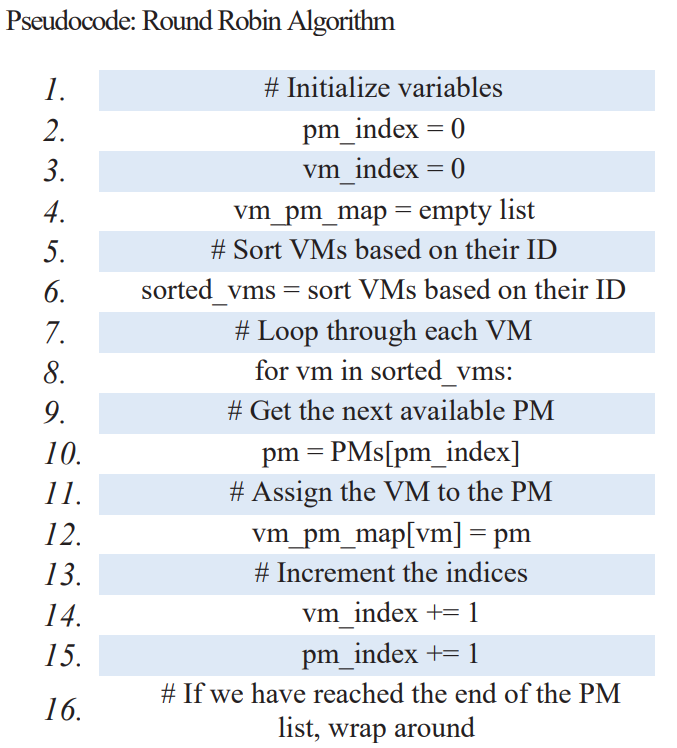 Pseudocode: Round Robin Algorithm
1. # Initialize variables
2. pm_index = 0
3. vm_index = 0
4. vm_pm_map = empty list
5. # Sort VMs based on their ID
6. sorted_vms = sort VMs based on their ID
7. # Loop through each VM
8. for vm in sorted_vms:
9. # Get the next available PM
10. pm = PMs[pm_index]
11. # Assign the VM to the PM
12. vm_pm_map[vm] = pm
13. # Increment the indices
14. vm_index += 1
15. pm_index += 1
16. # If we have reached the end of the PM
list, wrap around